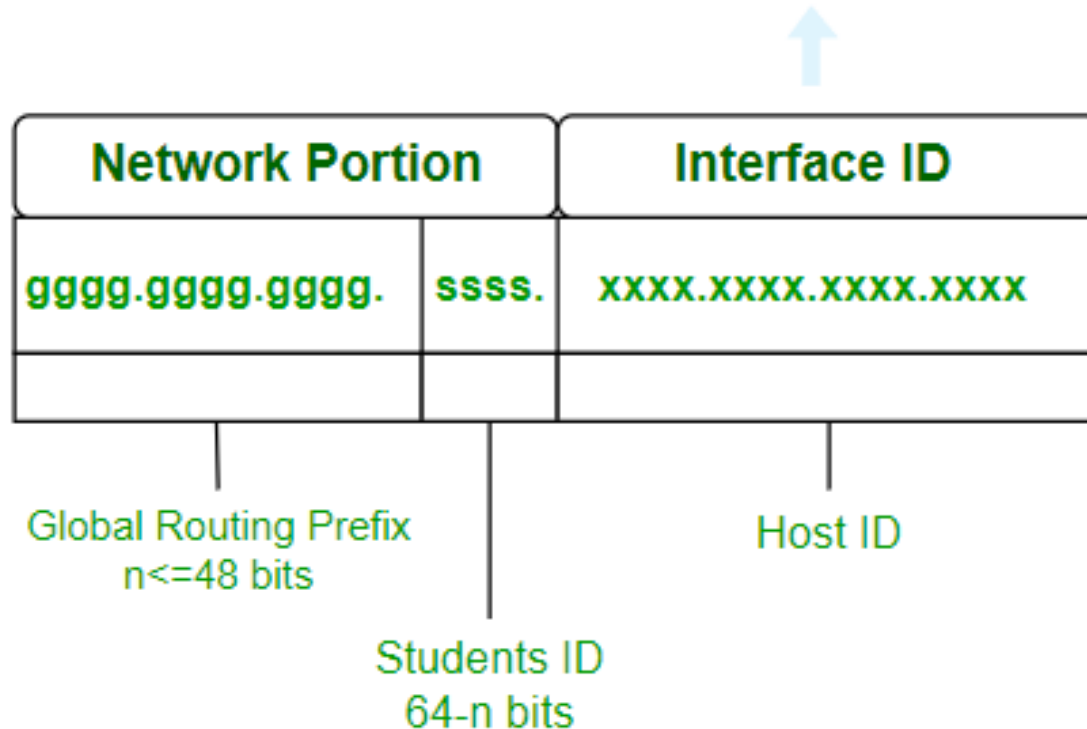 Network Portion
Interface ID
gggg.gggg.gggg.
ssss.
xxxx.xxxx.xxxx.xxxx
Global Routing Prefix
n<=48 bits
Host ID
Students ID
64-n bits